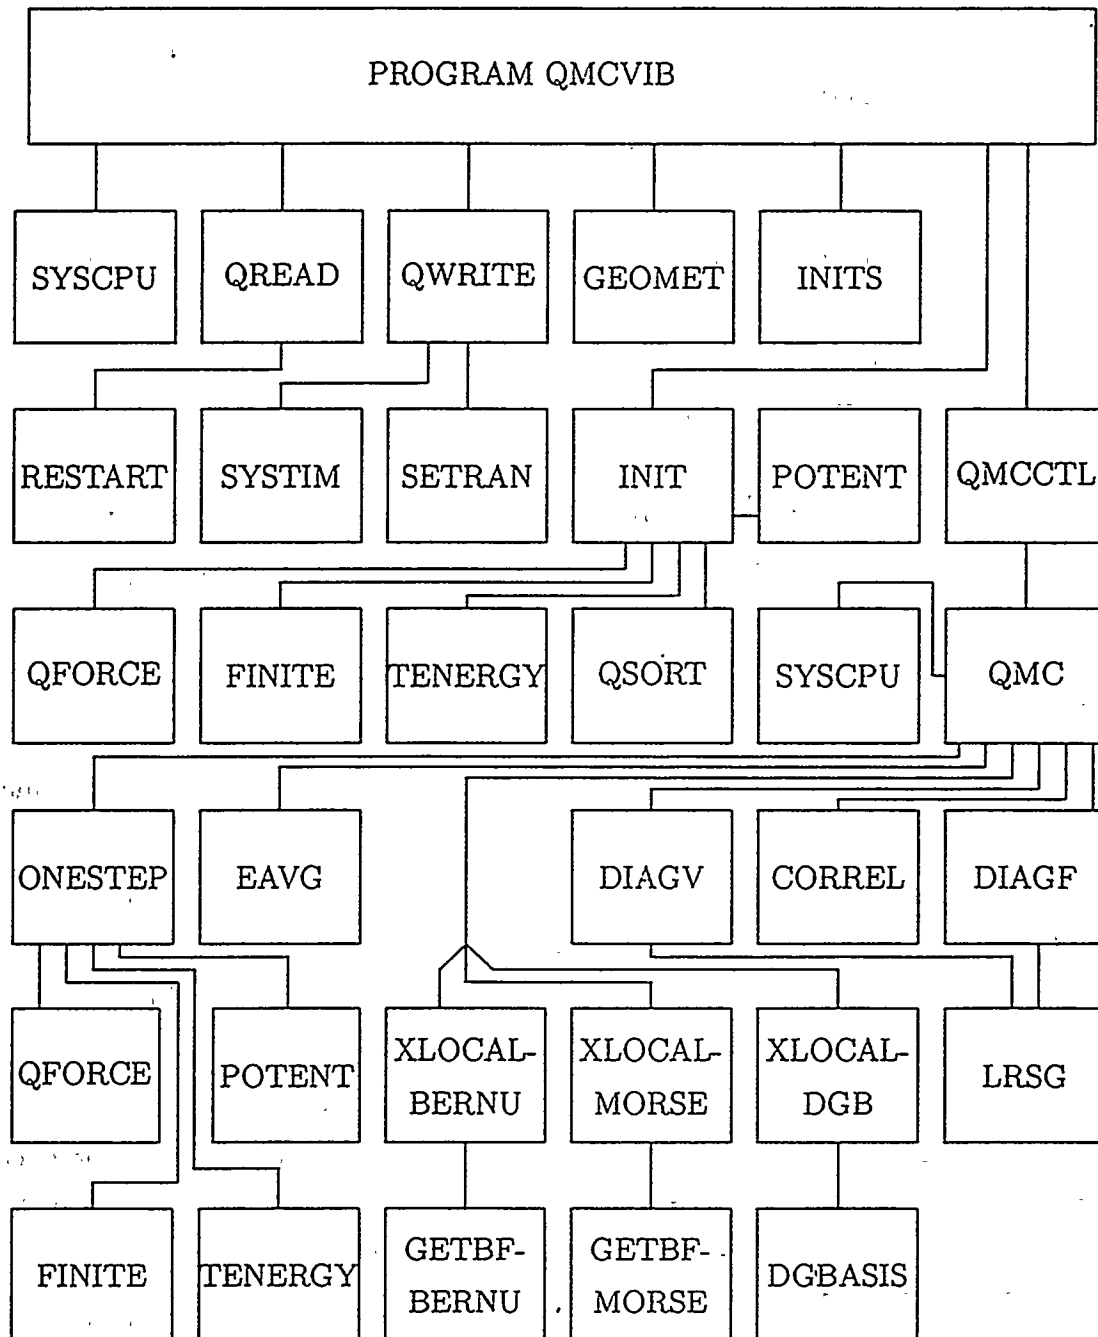 PROGRAM QMCVIB
SYSCPU
QREAD
QWRITE
GEOMET
INITS
RESTART
SYSTIM
SETRAN
INIT
POTENT
QMCCTL
QFORCE
FINITE
TENERGY
QSORT
SYSCPU
QMC
ONESTEP
EAVG
DIAGV
CORREL
DIAGF
QFORCE
POTENT
XLOCAL-
BERNU
XLOCAL-
MORSE
XLOCAL-
DGB
LRSG
FINITE
TENERGY
GETBF-
BERNU
GETBF-
MORSE
DGBASIS